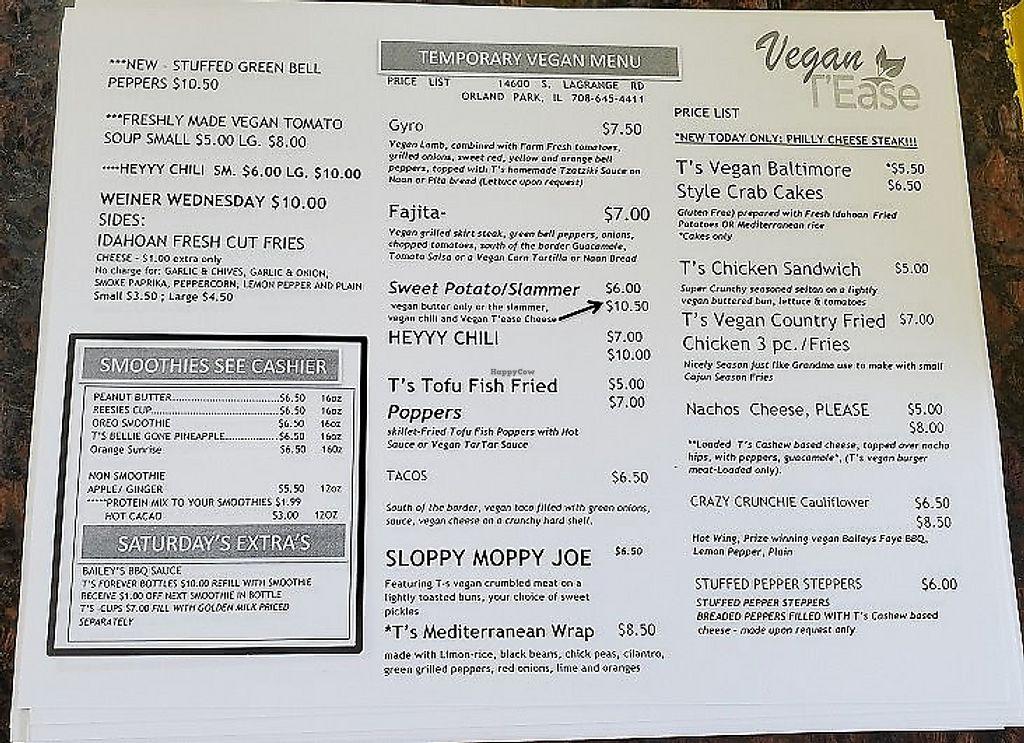 ***NEW - STUFFED GREEN BELL
PEPPERS $10.50
***FRESHLY MADE VEGAN TOMATO
SOUP SMALL $5.00 LG. $8.00
****HEYYY CHILI SM. $6.00 LG. $10.00
WEINER WEDNESDAY $10.00
SIDES:
IDAHOAN FRESH CUT FRIES
CHEESE - $1.00 extra only
No charge for: GARLIC & CHIVES, GARLIC & ONION,
SMOKE PAPRIKA, PEPPERCORN, LEMON PEPPER AND PLAIN
Small $3.50 ; Large $4.50
SMOOTHIES SEE CASHIER
PEANUT BUTTER $6.50 16oz
REESIES CUP $6.50 16oz
OREO SMOOTHIE $6.50 16oz
T'S BELLIE GONE PINEAPPLE $6.50 16oz
Orange Sunrise $6.50 16oz
NON SMOOTHIE
APPLE/ GINGER $5.50 12oz
*****PROTEIN MIX TO YOUR SMOOTHIES $1.99
HOT CACAO $3.00 12OZ
SATURDAY'S EXTRA'S
BAILEY'S BBQ SAUCE
T'S FOREVER BOTTLES $10.00 REFILL WITH SMOOTHIE
RECEIVE $1.00 OFF NEXT SMOOTHIE IN BOTTLE
T'S -CUPS $7.00 FILL WITH GOLDEN MILK PRICED
SEPARATELY
TEMPORARY VEGAN MENU
PRICE LIST 14600 S. LAGRANGE RD
ORLAND PARK, IL 708-645-4411
Gyro $7.50
Vegan Lamb, combined with Farm Fresh tomatoes,
grilled onions, sweet red, yellow and orange bell
peppers, topped with T's homemade Tzatziki Sauce on
Naan or Pita bread (Lettuce upon request)
Fajita- $7.00
Vegan grilled skirt steak, green bell peppers, onions,
chopped tomatoes, south of the border Guacamole,
Tomato Salsa or a Vegan Corn Tortilla or Naan Bread
Sweet Potato/Slammer $6.00
vegan butter only or the slammer, $10.50
vegan chili and Vegan T'ease Cheese
HEYYY CHILI $7.00
$10.00
HappyCow
T's Tofu Fish Fried $5.00
Poppers $7.00
skillet-Fried Tofu Fish Poppers with Hot
Sauce or Vegan TarTar Sauce
TACOS $6.50
South of the border, vegan taco filled with green onions,
sauce, vegan cheese on a crunchy hard shell.
SLOPPY MOPPY JOE $6.50
Featuring T-s vegan crumbled meat on a
lightly toasted buns, your choice of sweet
pickles
*T's Mediterranean Wrap $8.50
made with Limon-rice, black beans, chick peas, cilantro,
green grilled peppers, red onions, lime and oranges
Vegan
T'Ease
PRICE LIST
*NEW TODAY ONLY: PHILLY CHEESE STEAK!!!
T's Vegan Baltimore *$5.50
Style Crab Cakes $6.50
Gluten Free) prepared with Fresh Idahoan Fried
Potatoes OR Mediterranean rice
*Cakes only
T's Chicken Sandwich $5.00
Super Crunchy seasoned seitan on a lightly
vegan buttered bun, lettuce & tomatoes
T's Vegan Country Fried $7.00
Chicken 3 pc./Fries
Nicely Season just like Grandma use to make with small
Cajun Season Fries
Nachos Cheese, PLEASE $5.00
$8.00
**Loaded T's Cashew based cheese, topped over nacho
hips, with peppers, guacamole*, (T's vegan burger
meat-Loaded only).
CRAZY CRUNCHIE Cauliflower $6.50
$8.50
Hot Wing, Prize winning vegan Baileys Faye BBQ,
Lemon Pepper, Plain
STUFFED PEPPER STEPPERS $6.00
STUFFED PEPPER STEPPERS
BREADED PEPPERS FILLED WITH T's Cashew based
cheese - made upon request only